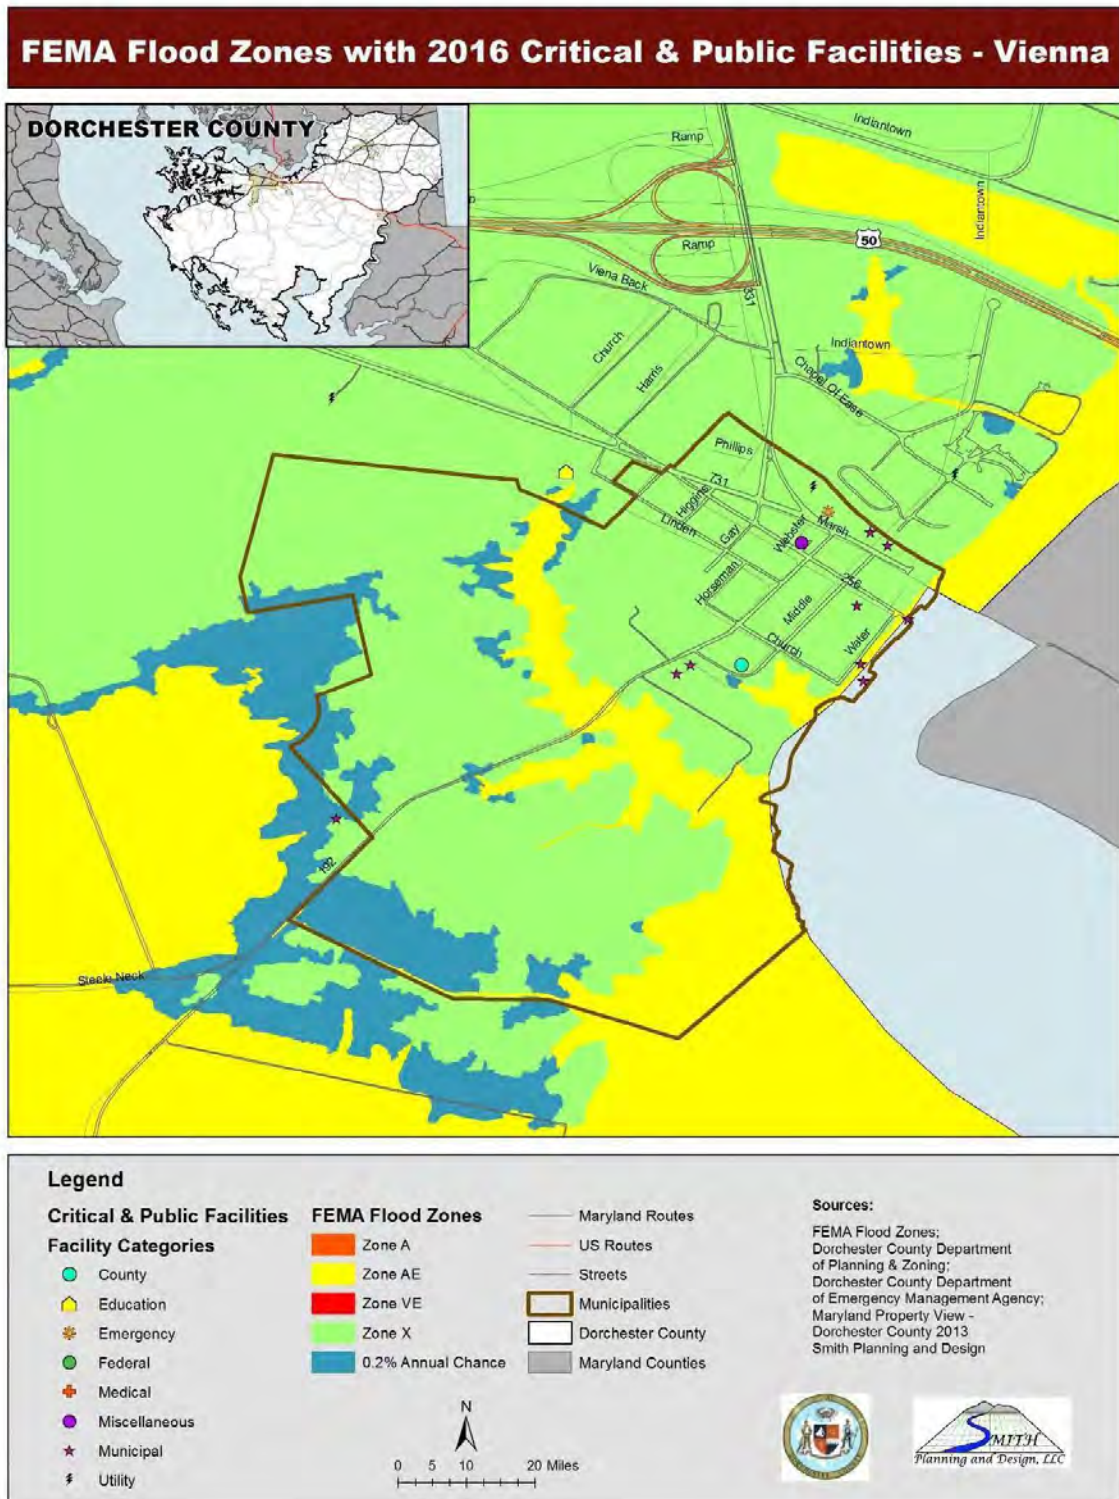 FEMA Flood Zones with 2016 Critical & Public Facilities - Vienna
DORCHESTER COUNTY
Indiantown
Ramp
Indiantown
50
Ramp
Viena Back
331
Church
Indiantown
Harris
Chapel Of Ease
Phillips
731
Higgins
Linden
Gay
Webster
Marsh
Horseman
256
Middle
Church
Water
192
Steele Neck
Legend
Critical & Public Facilities
Facility Categories
County
Education
Emergency
Federal
Medical
Miscellaneous
Municipal
Utility
FEMA Flood Zones
Zone A
Zone AE
Zone VE
Zone X
0.2% Annual Chance
Maryland Routes
US Routes
Streets
Municipalities
Dorchester County
Maryland Counties
N
0 5 10 20 Miles
Sources:
FEMA Flood Zones;
Dorchester County Department
of Planning & Zoning;
Dorchester County Department
of Emergency Management Agency;
Maryland Property View -
Dorchester County 2013
Smith Planning and Design
SMITH
Planning and Design, LLC